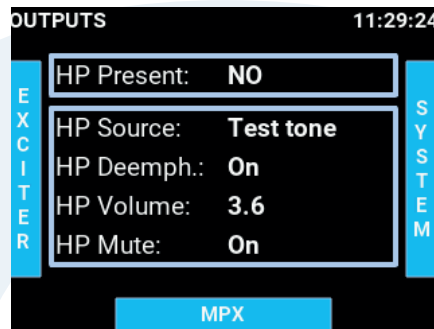 OUTPUTS 11:29:24
EXCITER
HP Present: NO
HP Source: Test tone
HP Deemph.: On
HP Volume: 3.6
HP Mute: On
SYSTEM
MPX